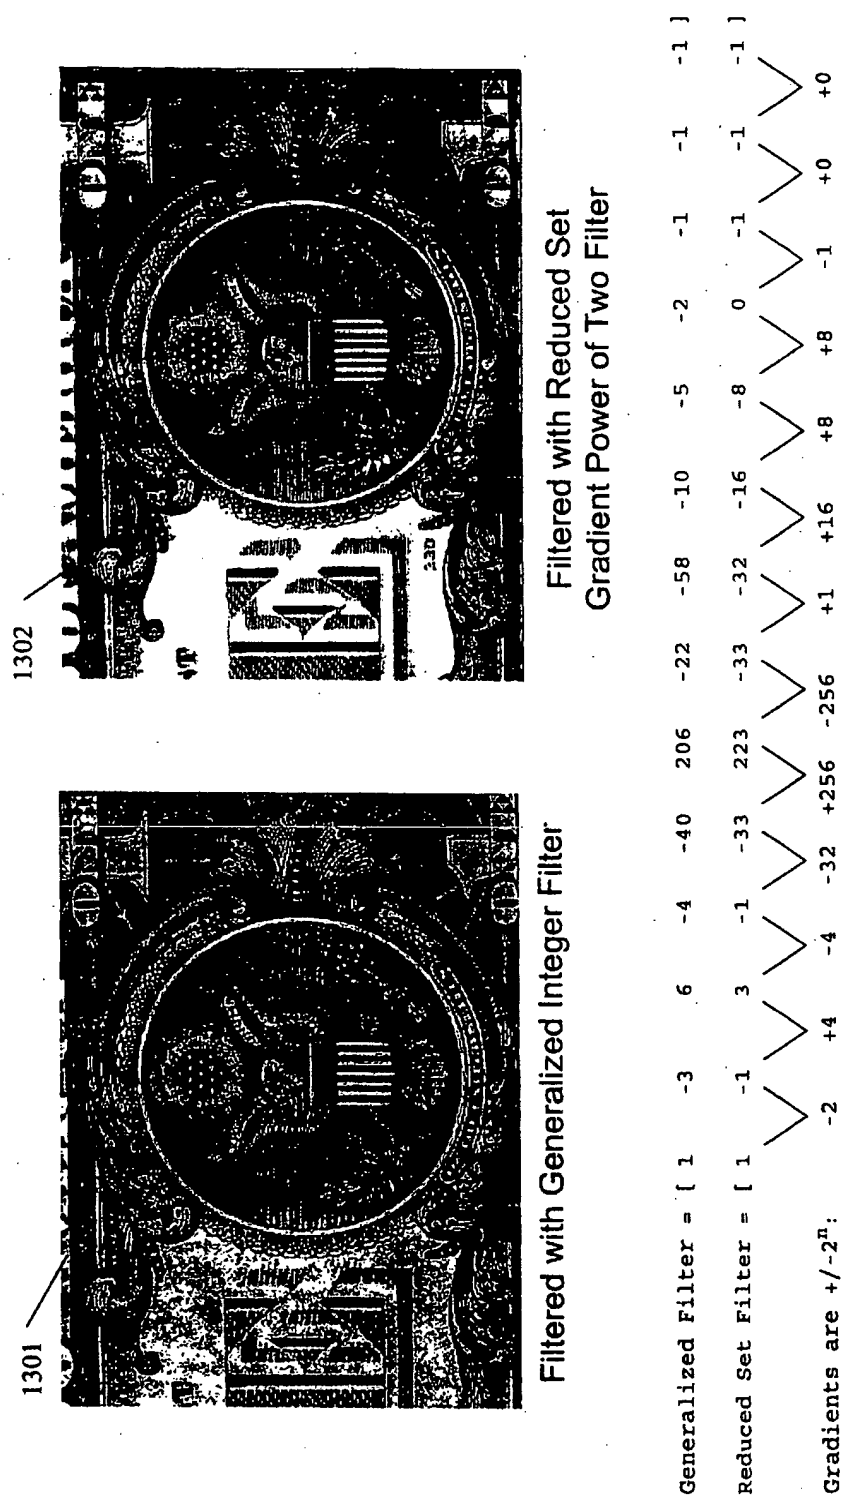 1301
1302
Filtered with Generalized Integer Filter
Filtered with Reduced Set
Gradient Power of Two Filter
Generalized Filter = [ 1 -3 6 -4 -40 206 -22 -58 -10 -5 -2 -1 -1 -1 ]
Reduced Set Filter = [ 1 -1 3 -1 -33 223 -33 -32 -16 -8 0 -1 -1 -1 ]
Gradients are +/-2ⁿ: -2 +4 -4 -32 +256 -256 +1 +16 +8 +8 -1 +0 +0